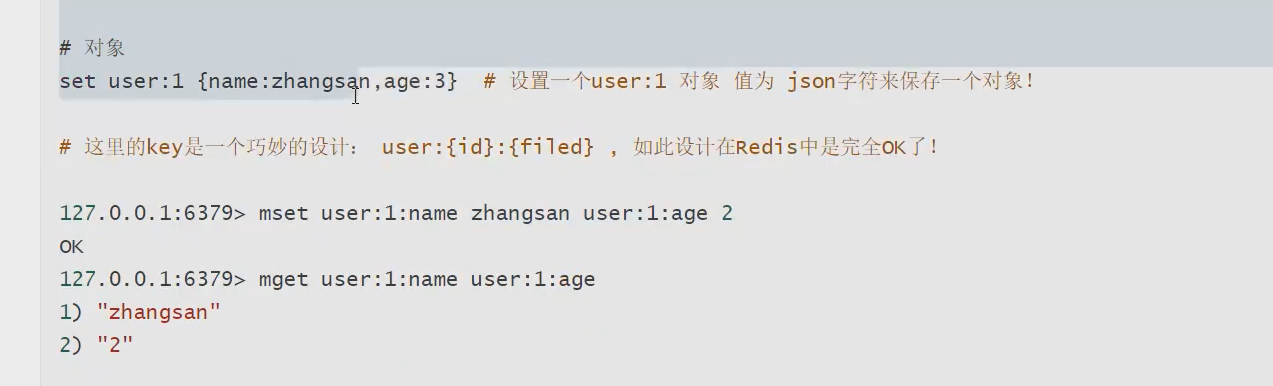 # 对象
set user:1 {name:zhangsan,age:3}  # 设置一个user:1 对象 值为 json字符来保存一个对象！
# 这里的key是一个巧妙的设计： user:{id}:{filed} , 如此设计在Redis中是完全OK了！
127.0.0.1:6379> mset user:1:name zhangsan user:1:age 2
OK
127.0.0.1:6379> mget user:1:name user:1:age
1) "zhangsan"
2) "2"